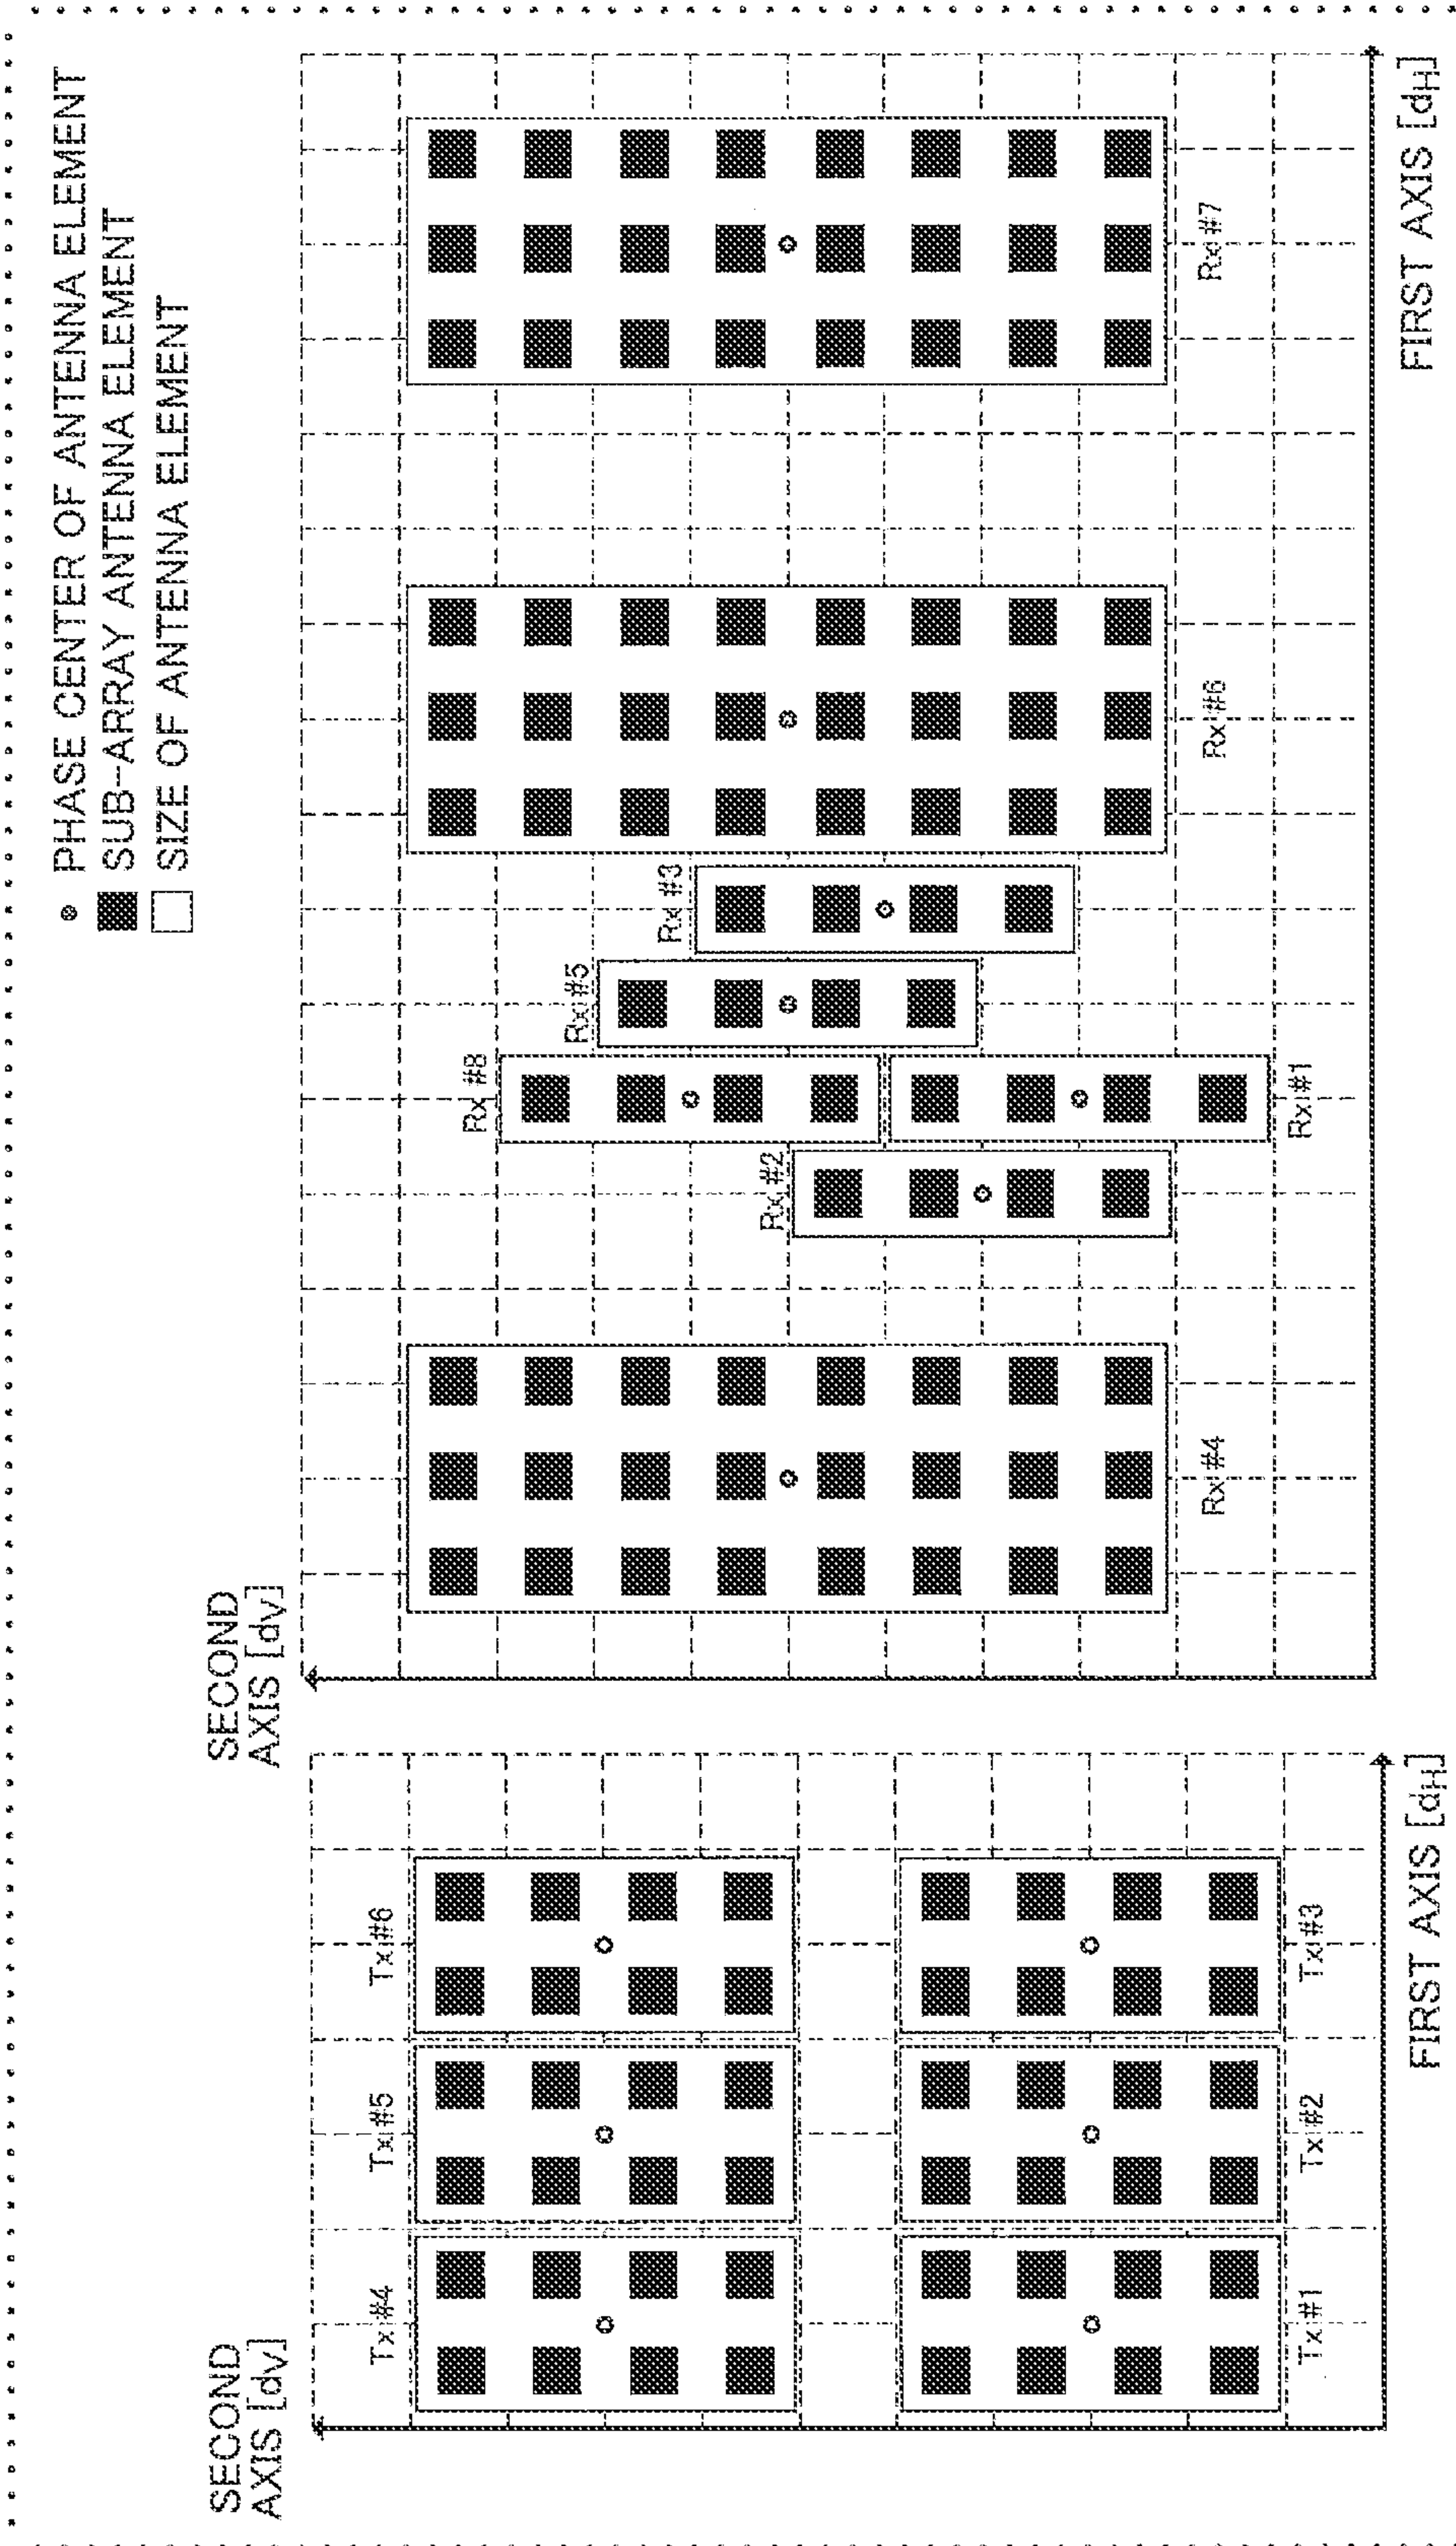 PHASE CENTER OF ANTENNA ELEMENT
SUB-ARRAY ANTENNA ELEMENT
SIZE OF ANTENNA ELEMENT
SECOND
AXIS [dv]
Tx #4
Tx #5
Tx #6
Tx #1
Tx #2
Tx #3
FIRST AXIS [dH]
SECOND
AXIS [dv]
Rx #8
Rx #5
Rx #3
Rx #2
Rx #4
Rx #1
Rx #6
Rx #7
FIRST AXIS [dH]